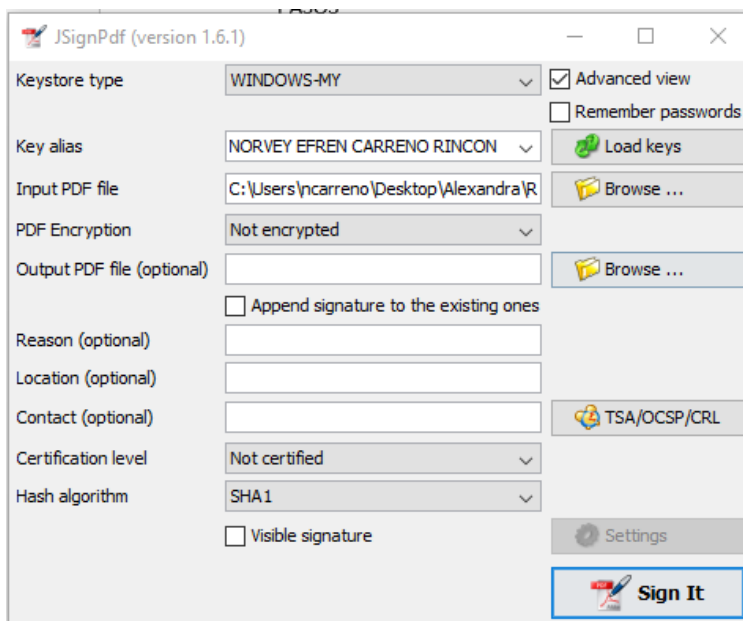 JSignPdf (version 1.6.1)
Keystore type WINDOWS-MY Advanced view
Remember passwords
Key alias NORVEY EFREN CARRENO RINCON Load keys
Input PDF file C:\Users\ncarreno\Desktop\Alexandra\R Browse ...
PDF Encryption Not encrypted
Output PDF file (optional) Browse ...
Append signature to the existing ones
Reason (optional)
Location (optional)
Contact (optional) TSA/OCSP/CRL
Certification level Not certified
Hash algorithm SHA1
Visible signature Settings
Sign It